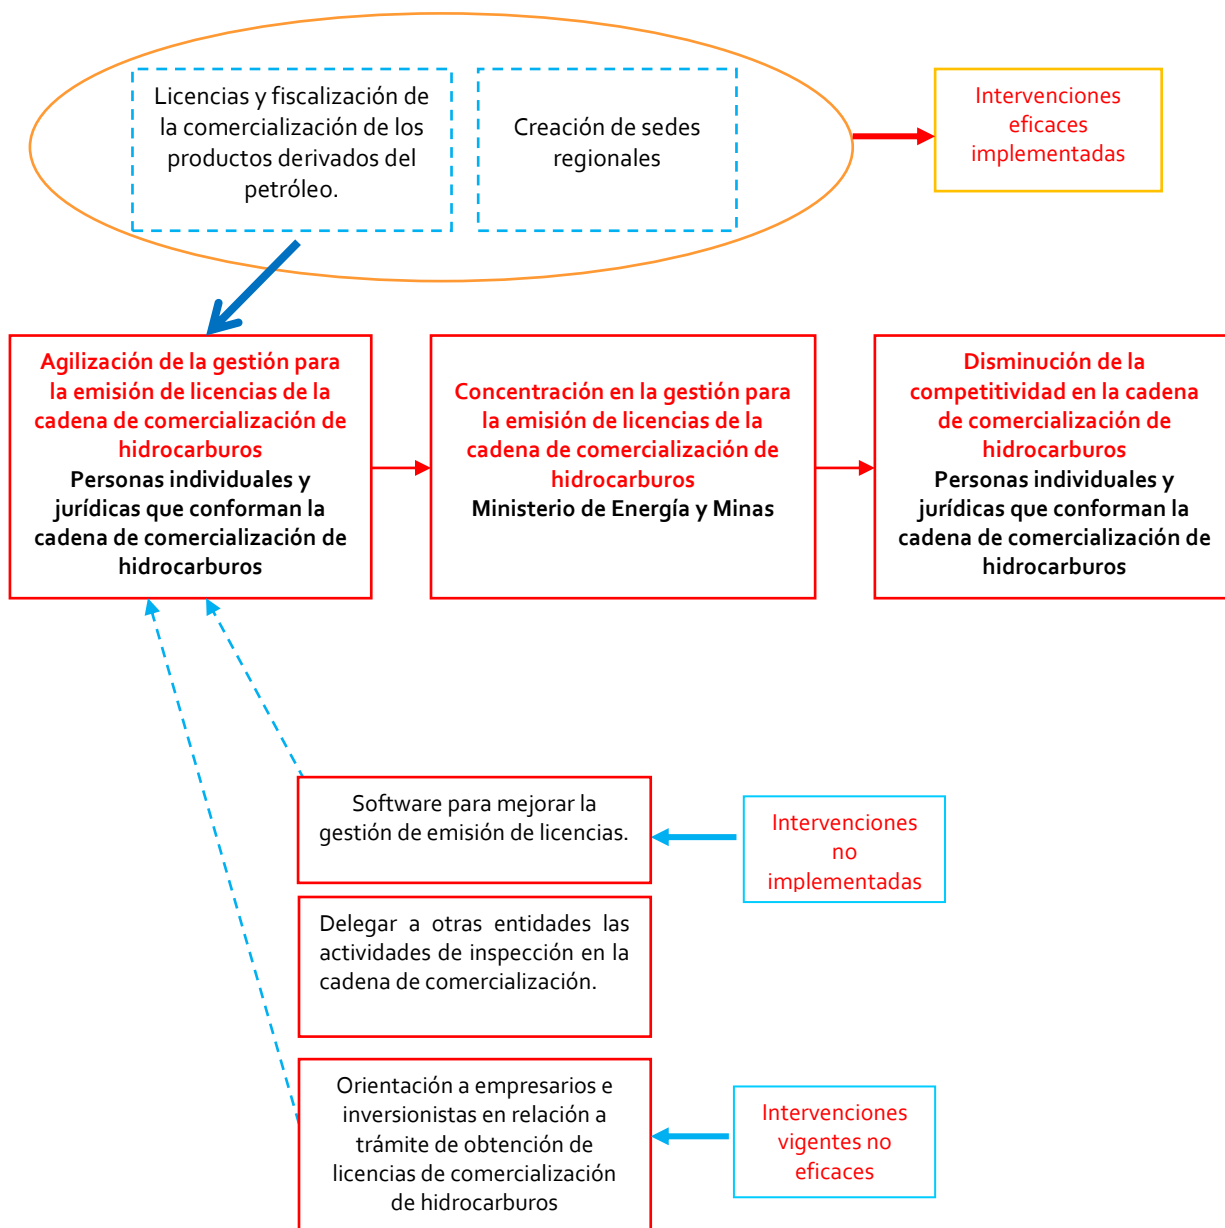 Licencias y fiscalización de
la comercialización de los
productos derivados del
petróleo.
Creación de sedes
regionales
Intervenciones
eficaces
implementadas
Agilización de la gestión para
la emisión de licencias de la
cadena de comercialización de
hidrocarburos
Personas individuales y
jurídicas que conforman la
cadena de comercialización de
hidrocarburos
Concentración en la gestión para
la emisión de licencias de la
cadena de comercialización de
hidrocarburos
Ministerio de Energía y Minas
Disminución de la
competitividad en la cadena
de comercialización de
hidrocarburos
Personas individuales y
jurídicas que conforman la
cadena de comercialización de
hidrocarburos
Software para mejorar la
gestión de emisión de licencias.
Intervenciones
no
implementadas
Delegar a otras entidades las
actividades de inspección en la
cadena de comercialización.
Orientación a empresarios e
inversionistas en relación a
trámite de obtención de
licencias de comercialización
de hidrocarburos
Intervenciones
vigentes no
eficaces